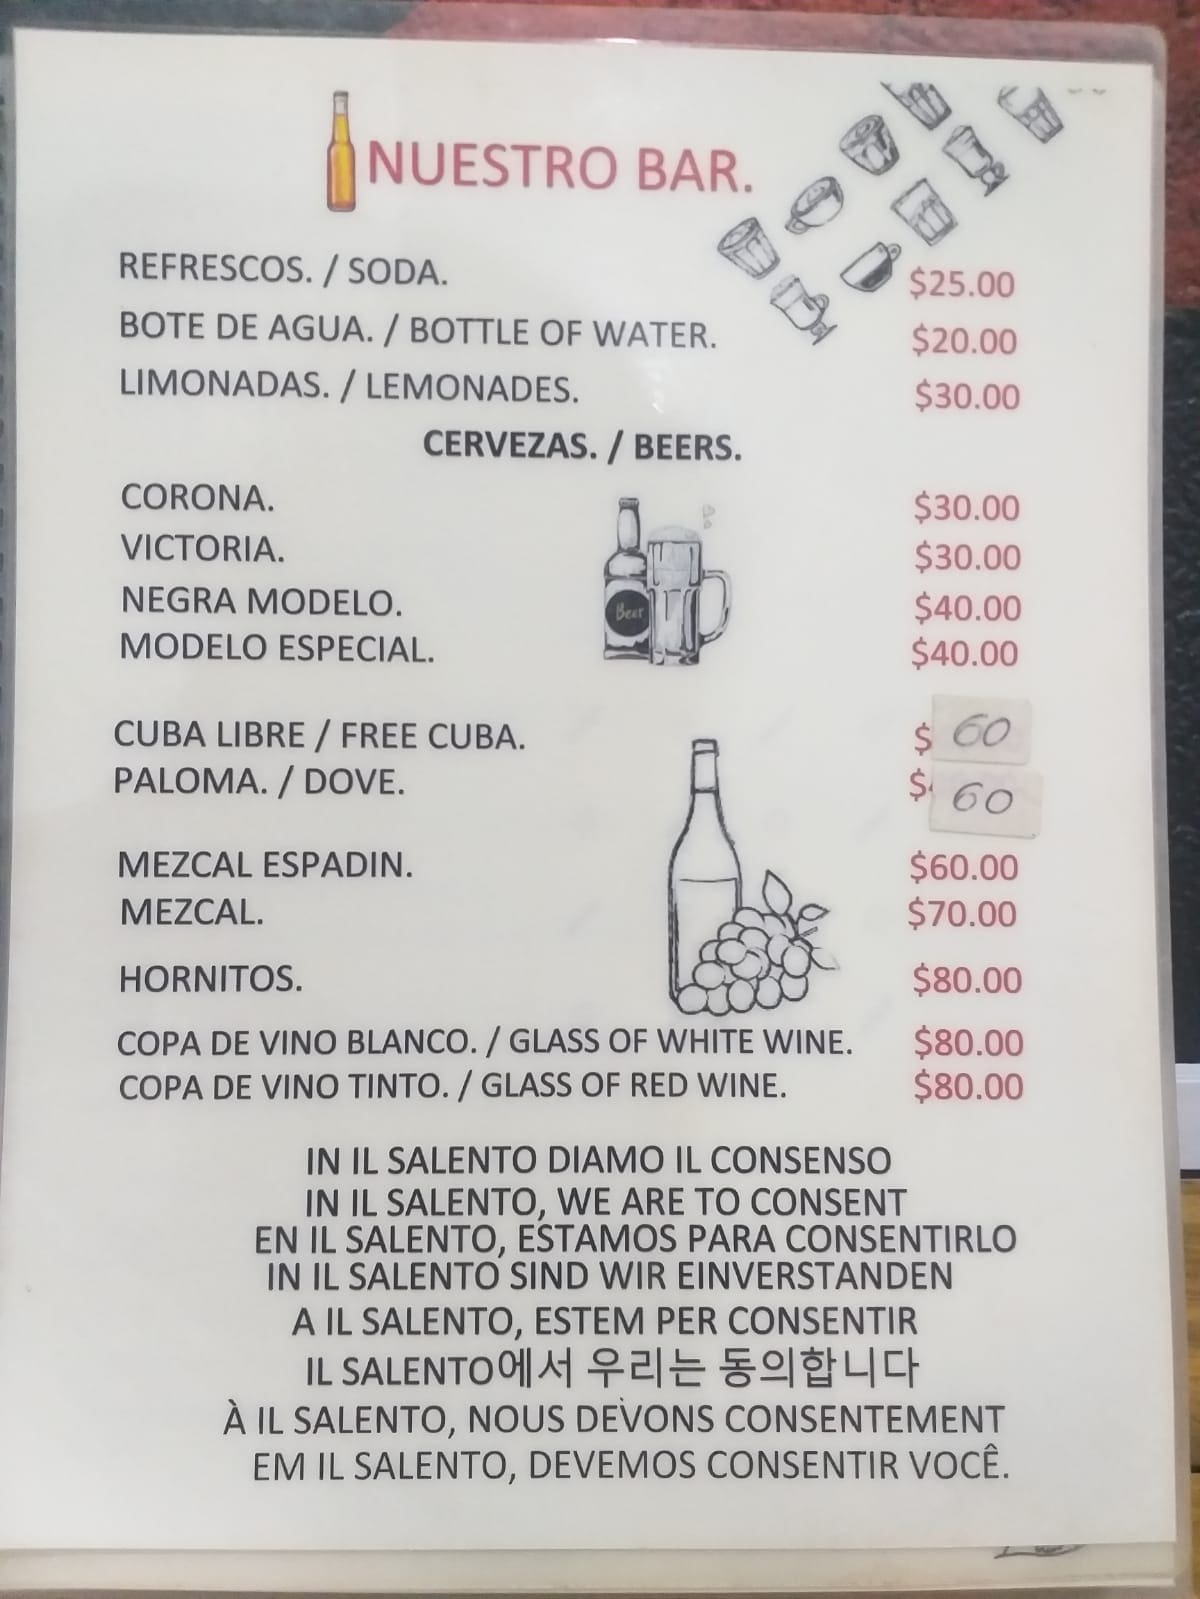 NUESTRO BAR.
REFRESCOS. / SODA. $25.00
BOTE DE AGUA. / BOTTLE OF WATER. $20.00
LIMONADAS. / LEMONADES. $30.00
CERVEZAS. / BEERS.
CORONA. $30.00
VICTORIA. $30.00
Beer
NEGRA MODELO. $40.00
MODELO ESPECIAL. $40.00
CUBA LIBRE / FREE CUBA. $ 60
PALOMA. / DOVE. $ 60
MEZCAL ESPADIN. $60.00
MEZCAL. $70.00
HORNITOS. $80.00
COPA DE VINO BLANCO. / GLASS OF WHITE WINE. $80.00
COPA DE VINO TINTO. / GLASS OF RED WINE. $80.00
IN IL SALENTO DIAMO IL CONSENSO
IN IL SALENTO, WE ARE TO CONSENT
EN IL SALENTO, ESTAMOS PARA CONSENTIRLO
IN IL SALENTO SIND WIR EINVERSTANDEN
A IL SALENTO, ESTEM PER CONSENTIR
IL SALENTO에서 우리는 동의합니다
À IL SALENTO, NOUS DEVONS CONSENTEMENT
EM IL SALENTO, DEVEMOS CONSENTIR VOCÊ.